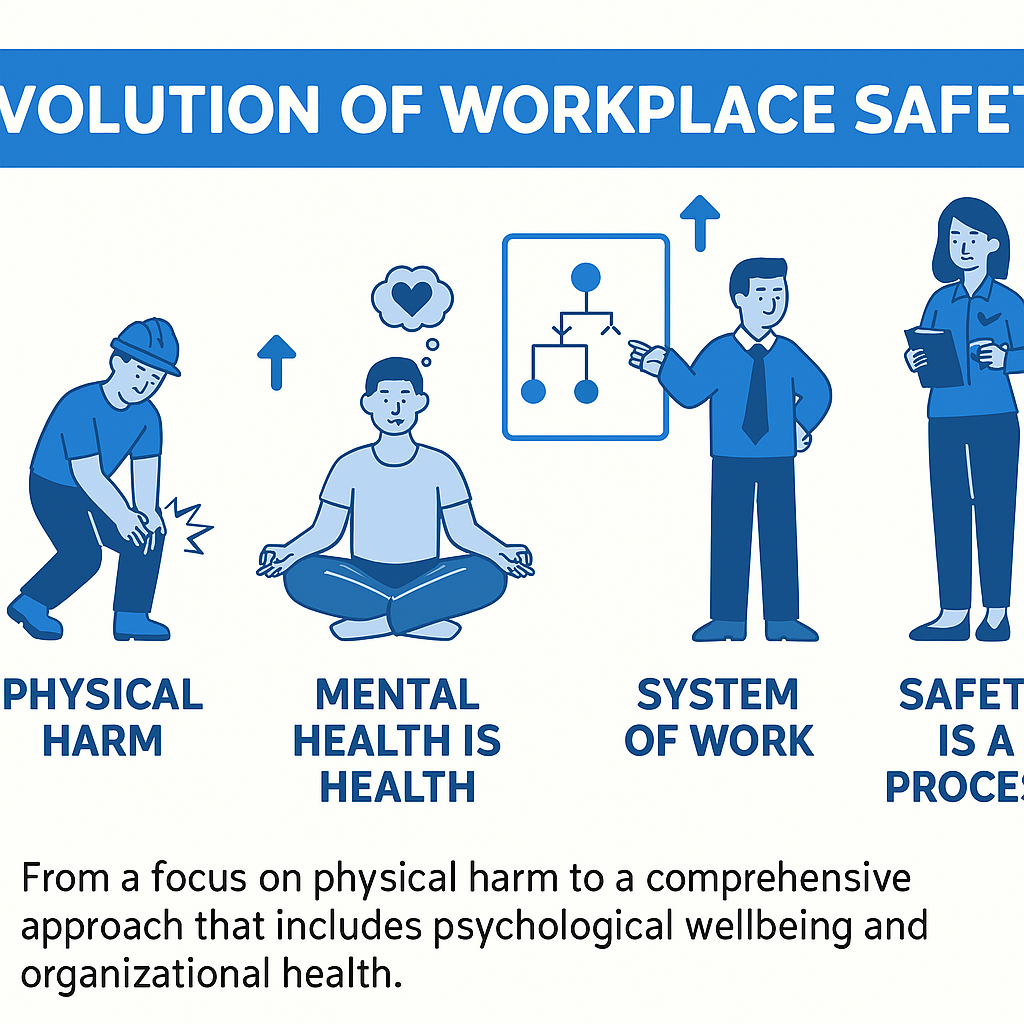 VOLUTION OF WORKPLACE SAFET
PHYSICAL
HARM
MENTAL
HEALTH IS
HEALTH
SYSTEM
OF WORK
SAFET
IS A
PROCES
From a focus on physical harm to a comprehensive
approach that includes psychological wellbeing and
organizational health.